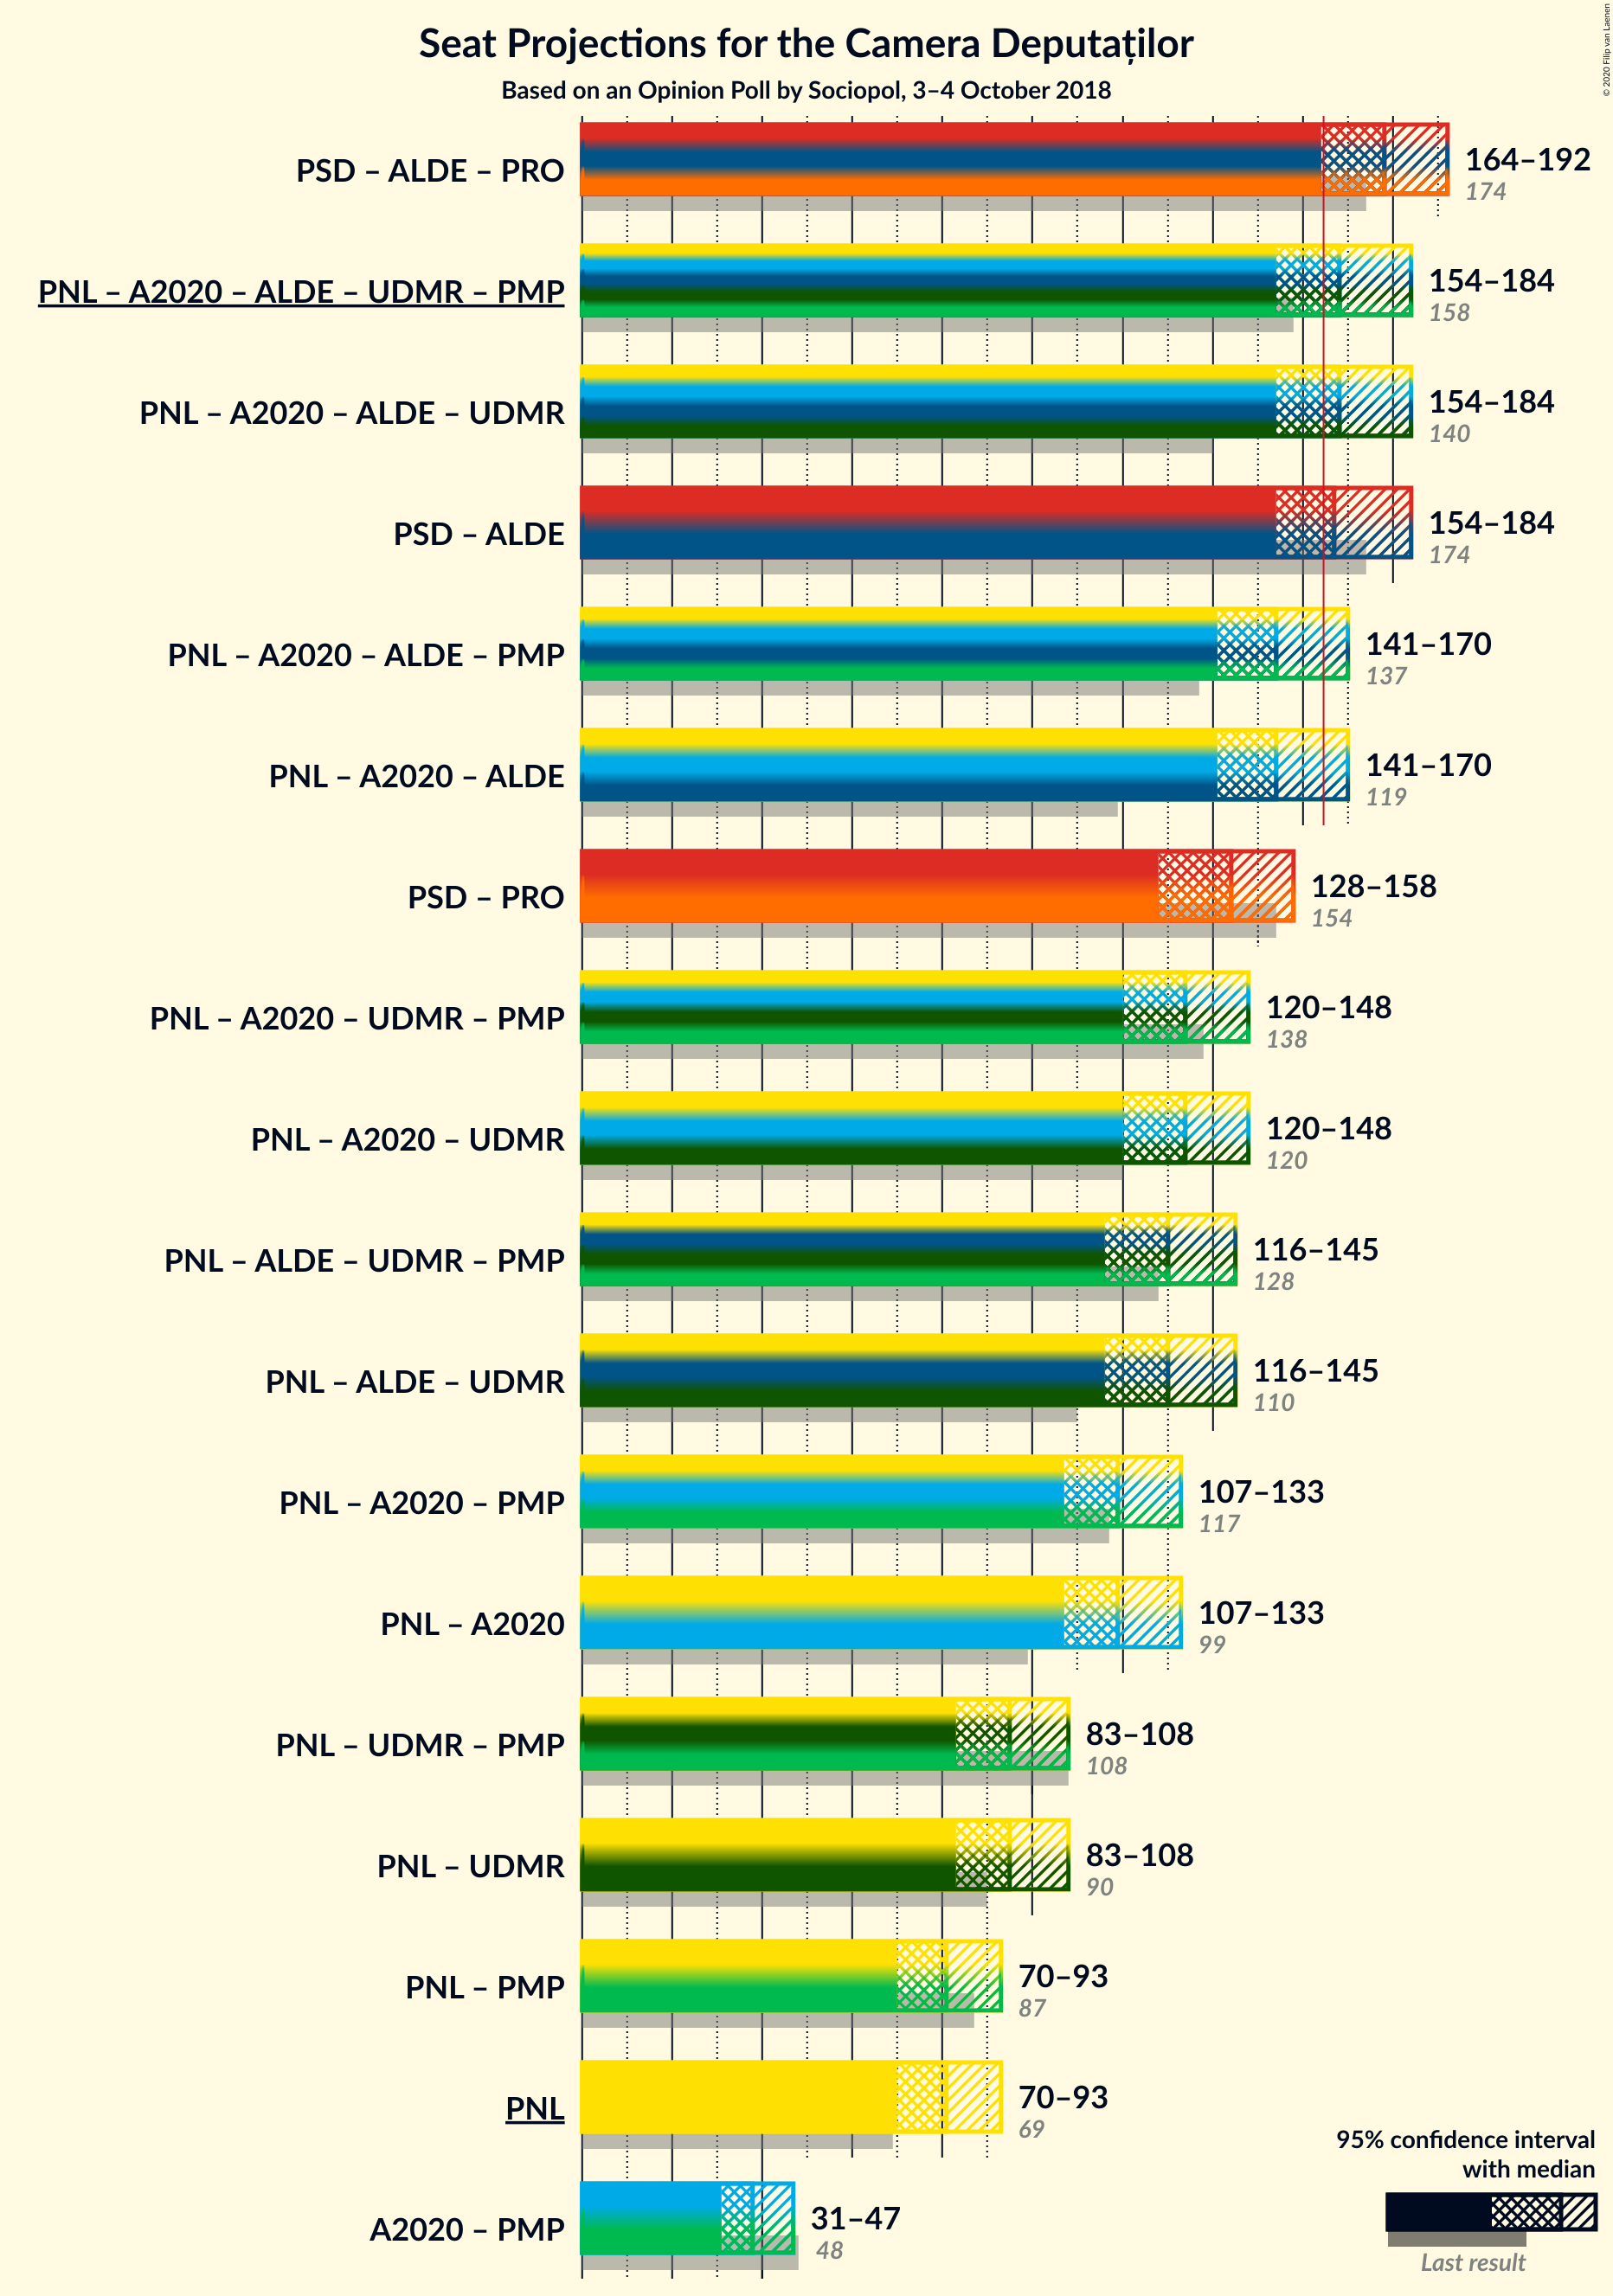 Seat Projections for the Camera Deputaților
Based on an Opinion Poll by Sociopol, 3–4 October 2018
© 2020 Filip van Laenen
PSD – ALDE – PRO
164–192
174
PNL – A2020 – ALDE – UDMR – PMP
154–184
158
PNL – A2020 – ALDE – UDMR
154–184
140
PSD – ALDE
154–184
174
PNL – A2020 – ALDE – PMP
141–170
137
PNL – A2020 – ALDE
141–170
119
PSD – PRO
128–158
154
PNL – A2020 – UDMR – PMP
120–148
138
PNL – A2020 – UDMR
120–148
120
PNL – ALDE – UDMR – PMP
116–145
128
PNL – ALDE – UDMR
116–145
110
PNL – A2020 – PMP
107–133
117
PNL – A2020
107–133
99
PNL – UDMR – PMP
83–108
108
PNL – UDMR
83–108
90
PNL – PMP
70–93
87
PNL
70–93
69
A2020 – PMP
31–47
48
95% confidence interval
with median
Last result